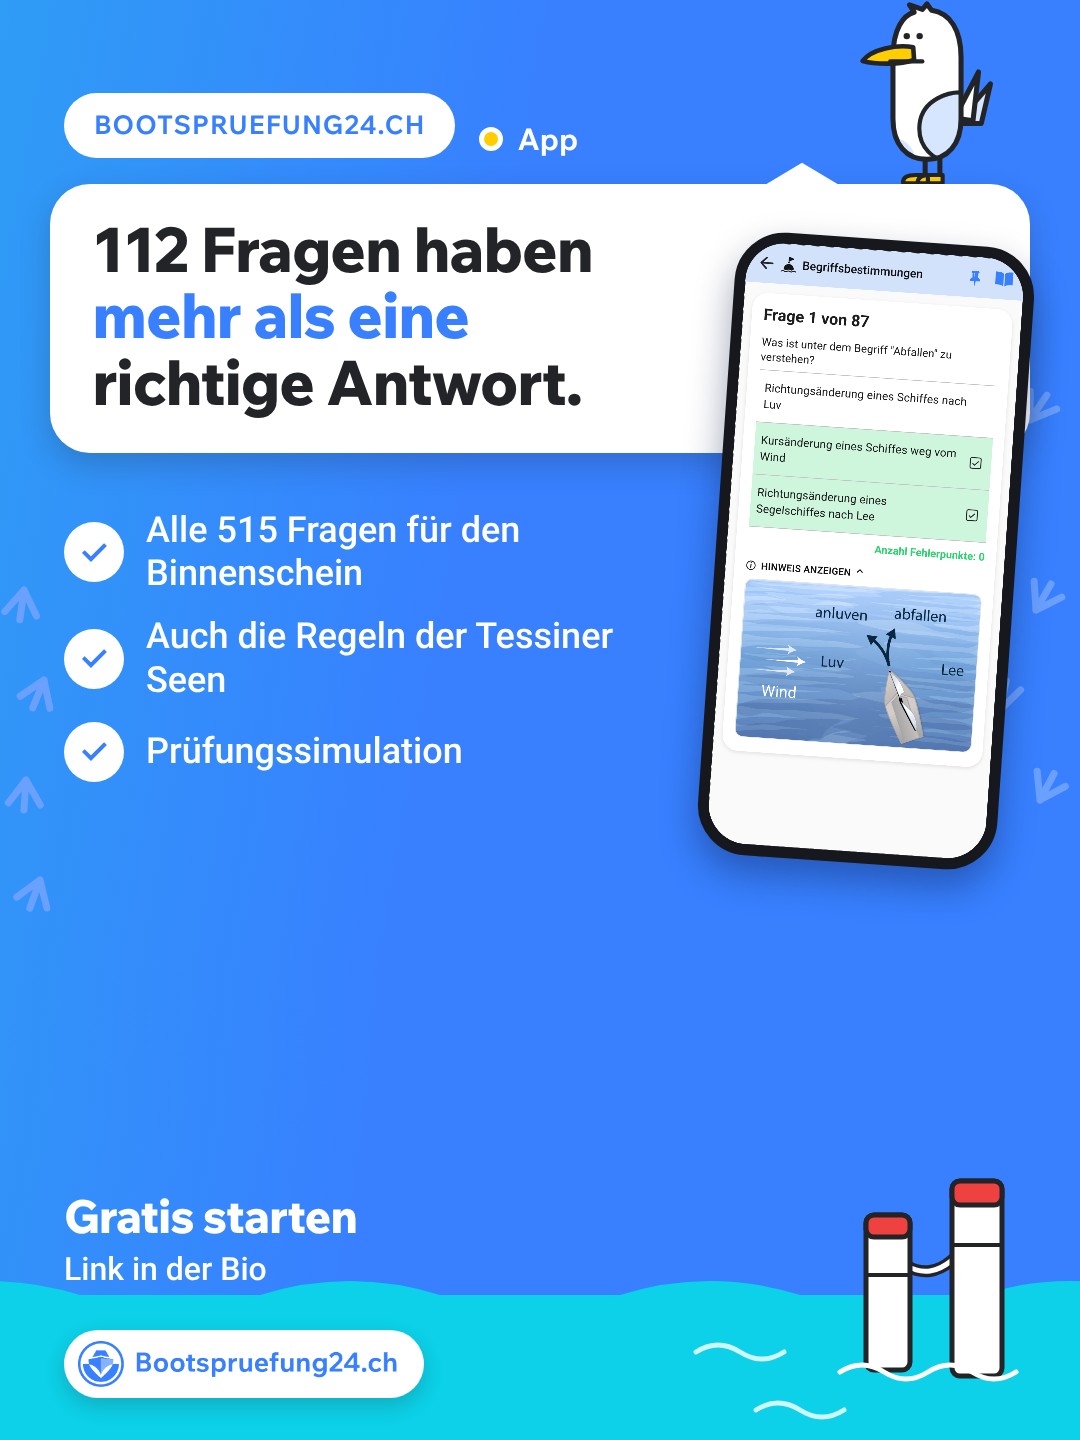 BOOTSPRUEFUNG24.CH
App
112 Fragen haben
mehr als eine
richtige Antwort.
Begriffsbestimmungen
Frage 1 von 87
Was ist unter dem Begriff "Abfallen" zu
verstehen?
Richtungsänderung eines Schiffes nach
Luv
Kursänderung eines Schiffes weg vom
Wind
Richtungsänderung eines
Segelschiffes nach Lee
Anzahl Fehlerpunkte: 0
HINWEIS ANZEIGEN
anluven abfallen
Luv
Lee
Wind
Alle 515 Fragen für den
Binnenschein
Auch die Regeln der Tessiner
Seen
Prüfungssimulation
Gratis starten
Link in der Bio
Bootspruefung24.ch